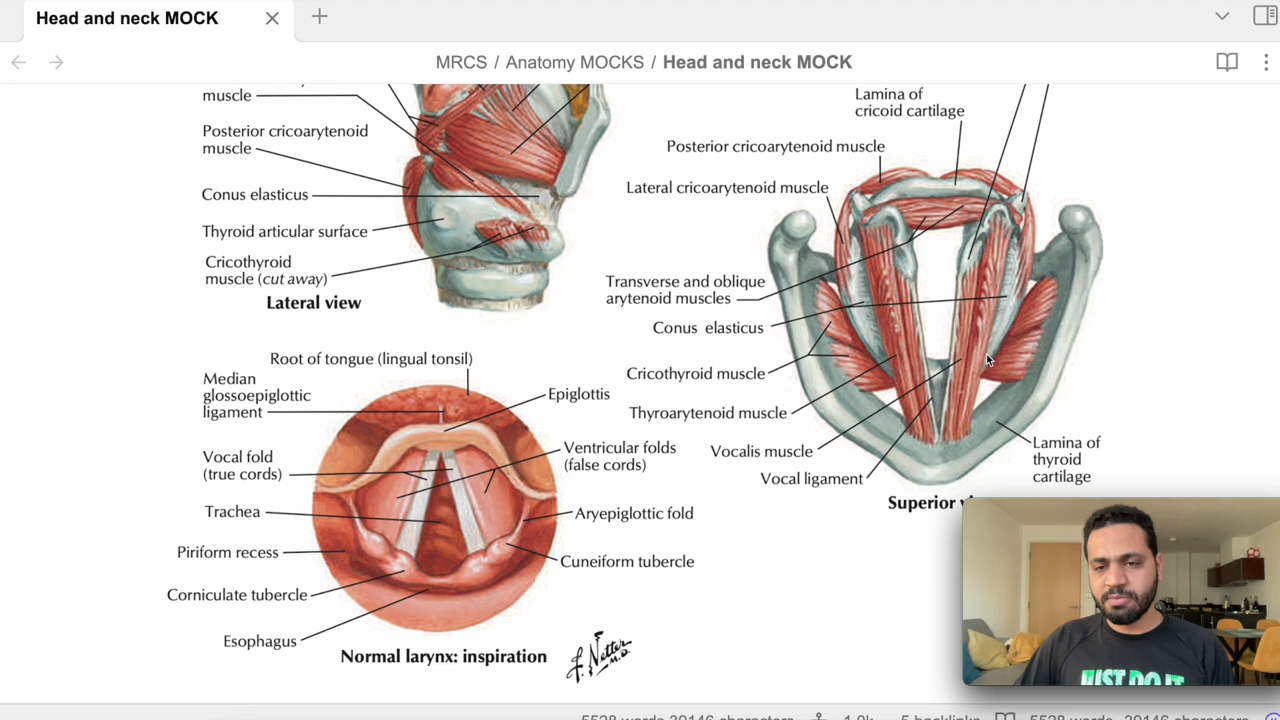 Head and neck MOCK
MRCS / Anatomy MOCKS / Head and neck MOCK
muscle
Posterior cricoarytenoid
muscle
Conus elasticus
Thyroid articular surface
Cricothyroid
muscle (cut away)
Lateral view
Lamina of
cricoid cartilage
Posterior cricoarytenoid muscle
Lateral cricoarytenoid muscle
Transverse and oblique
arytenoid muscles
Conus elasticus
Cricothyroid muscle
Thyroarytenoid muscle
Vocalis muscle
Vocal ligament
Lamina of
thyroid
cartilage
Superior
Root of tongue (lingual tonsil)
Median
glossoepiglottic
ligament
Epiglottis
Vocal fold
(true cords)
Ventricular folds
(false cords)
Trachea
Aryepiglottic fold
Piriform recess
Cuneiform tubercle
Corniculate tubercle
Esophagus
Normal larynx: inspiration
F. Netter
M.D.
JUST DO IT